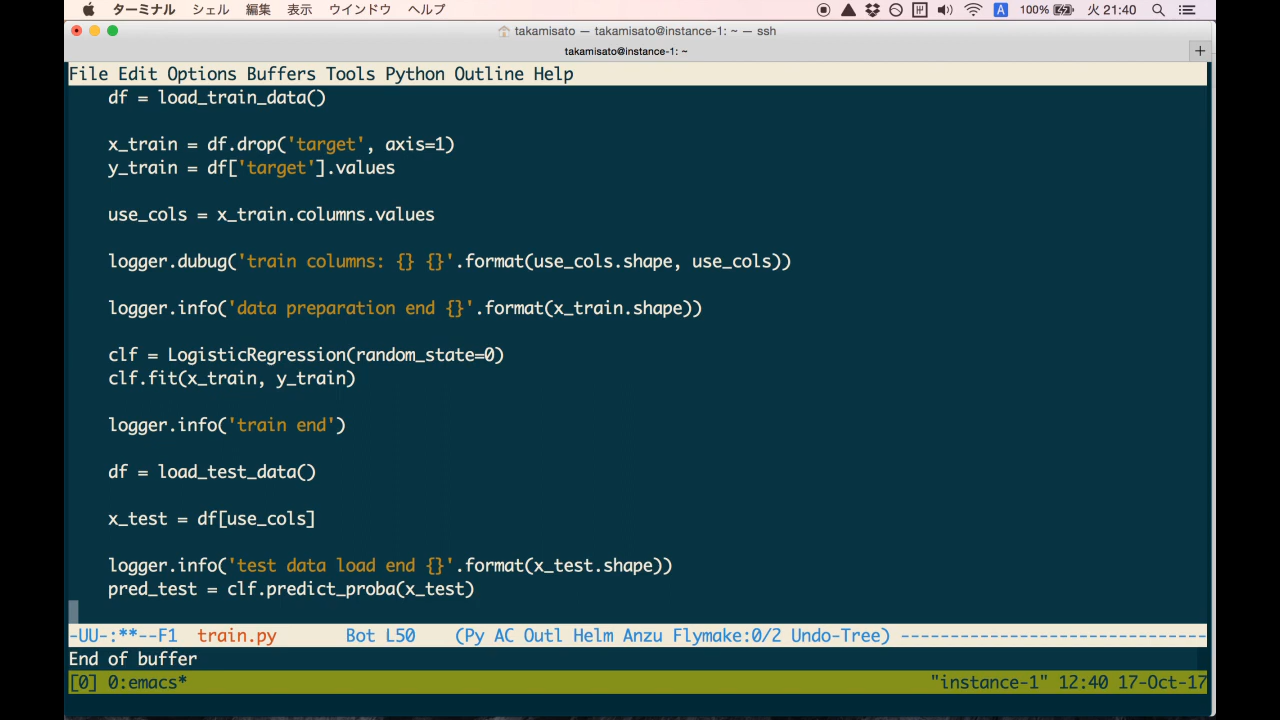 ターミナル シェル 編集 表示 ウインドウ ヘルプ A 100% 火 21:40
takamisato — takamisato@instance-1: ~ — ssh
takamisato@instance-1: ~
File Edit Options Buffers Tools Python Outline Help
df = load_train_data()
x_train = df.drop('target', axis=1)
y_train = df['target'].values
use_cols = x_train.columns.values
logger.dubug('train columns: {} {}'.format(use_cols.shape, use_cols))
logger.info('data preparation end {}'.format(x_train.shape))
clf = LogisticRegression(random_state=0)
clf.fit(x_train, y_train)
logger.info('train end')
df = load_test_data()
x_test = df[use_cols]
logger.info('test data load end {}'.format(x_test.shape))
pred_test = clf.predict_proba(x_test)
-UU-:**--F1  train.py       Bot L50    (Py AC Outl Helm Anzu Flymake:0/2 Undo-Tree) -------------------------------
End of buffer
[0] 0:emacs* "instance-1" 12:40 17-Oct-17